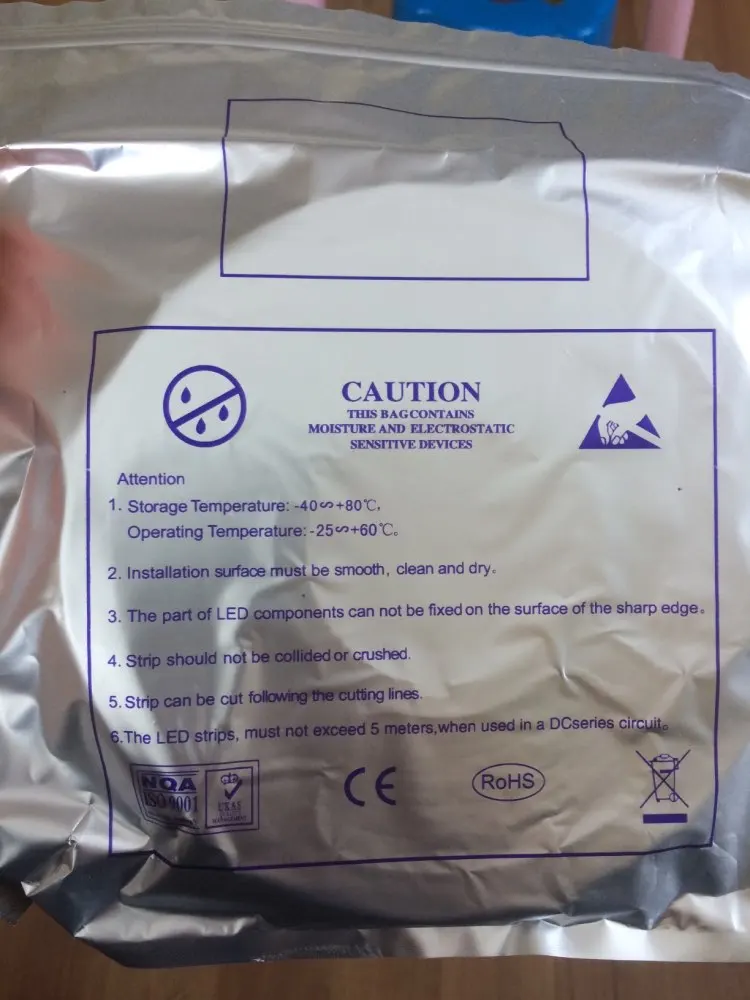 CAUTION
THIS BAG CONTAINS
MOISTURE AND ELECTROSTATIC
SENSITIVE DEVICES
Attention
1. Storage Temperature: -40∽+80℃,
Operating Temperature: -25∽+60℃。
2. Installation surface must be smooth, clean and dry。
3. The part of LED components can not be fixed on the surface of the sharp edge。
4. Strip should not be collided or crushed.
5. Strip can be cut following the cutting lines.
6.The LED strips, must not exceed 5 meters,when used in a DCseries circuit。
NQA
ISO 9001
UKAS
MANAGEMENT
CE
RoHS